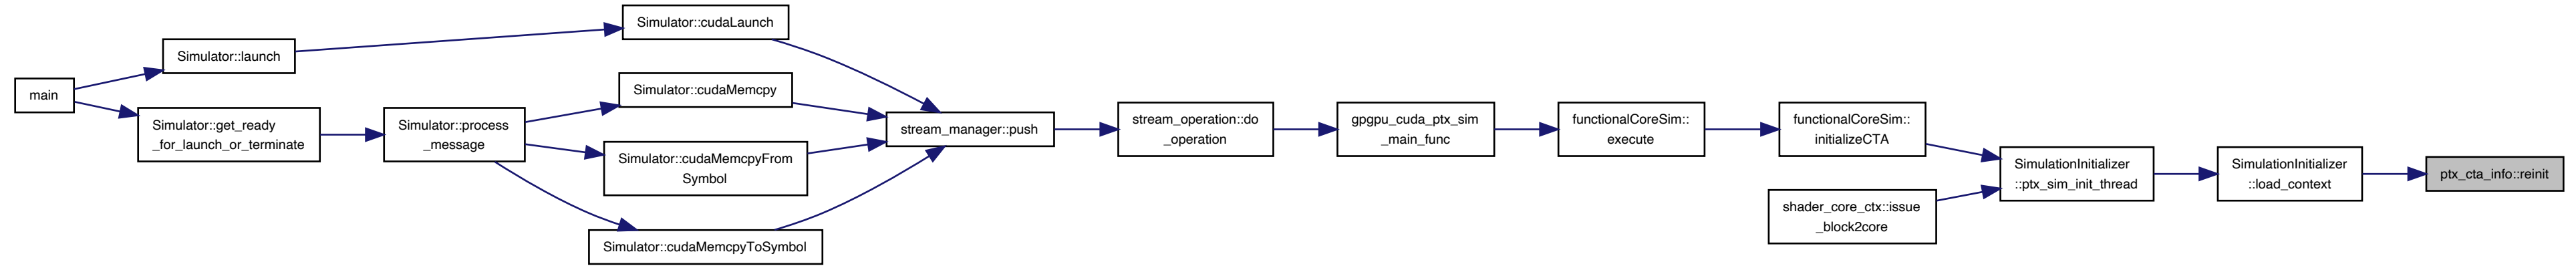 main
Simulator::launch
Simulator::get_ready
_for_launch_or_terminate
Simulator::process
_message
Simulator::cudaLaunch
Simulator::cudaMemcpy
Simulator::cudaMemcpyFrom
Symbol
Simulator::cudaMemcpyToSymbol
stream_manager::push
stream_operation::do
_operation
gpgpu_cuda_ptx_sim
_main_func
functionalCoreSim::
execute
functionalCoreSim::
initializeCTA
shader_core_ctx::issue
_block2core
SimulationInitializer
::ptx_sim_init_thread
SimulationInitializer
::load_context
ptx_cta_info::reinit